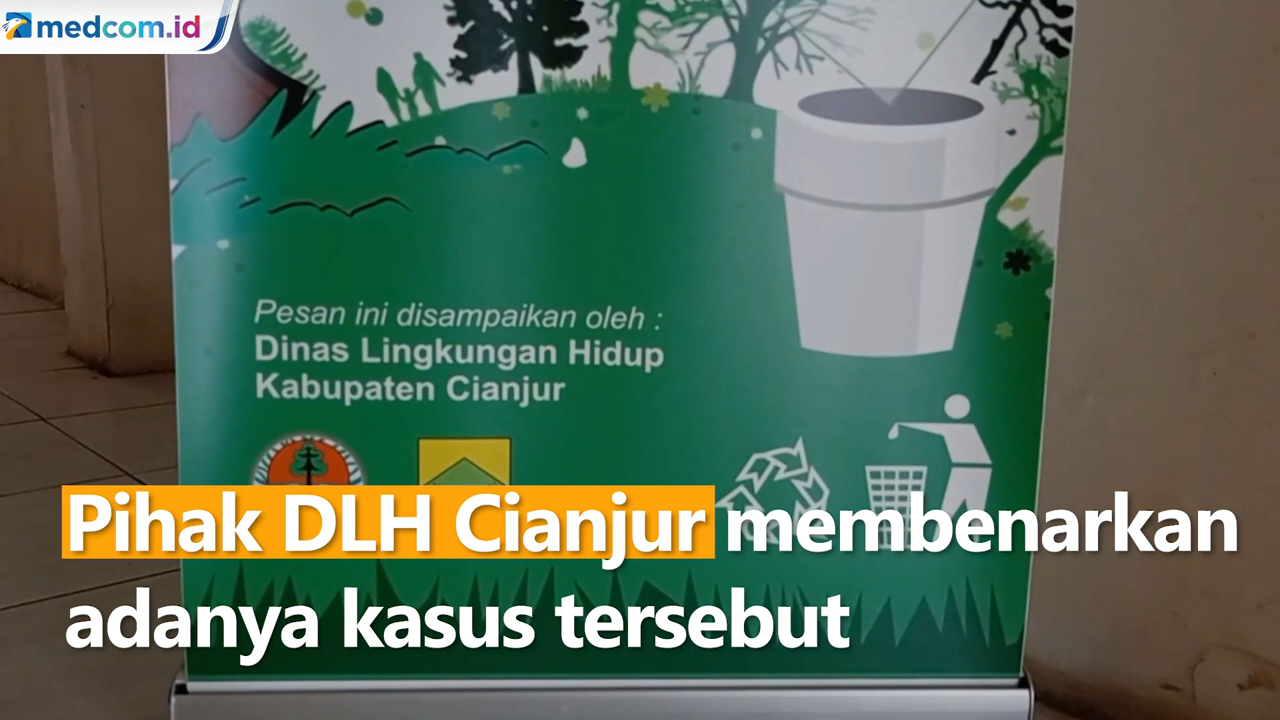 medcom.id
Pesan ini disampaikan oleh :
Dinas Lingkungan Hidup
Kabupaten Cianjur
Pihak DLH Cianjur membenarkan
adanya kasus tersebut